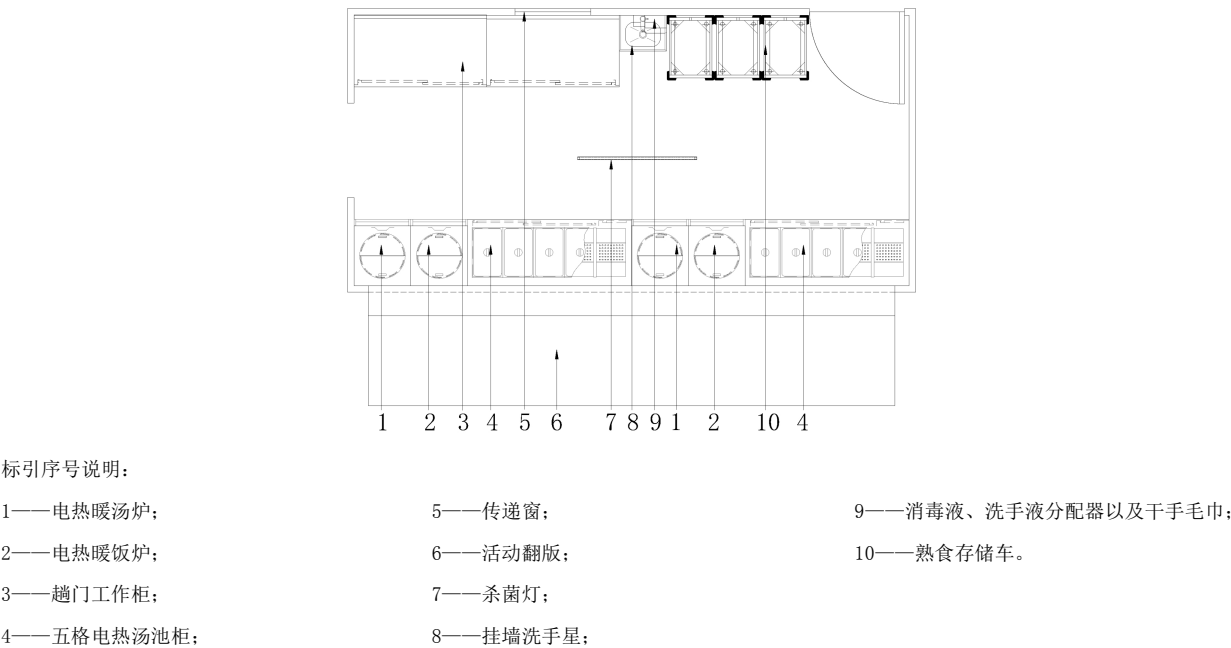 1 2 3 4 5 6 7 8 9 1 2 10 4
标引序号说明：
1——电热暖汤炉；
2——电热暖饭炉；
3——趟门工作柜；
4——五格电热汤池柜；
5——传递窗；
6——活动翻版；
7——杀菌灯；
8——挂墙洗手星；
9——消毒液、洗手液分配器以及干手毛巾；
10——熟食存储车。